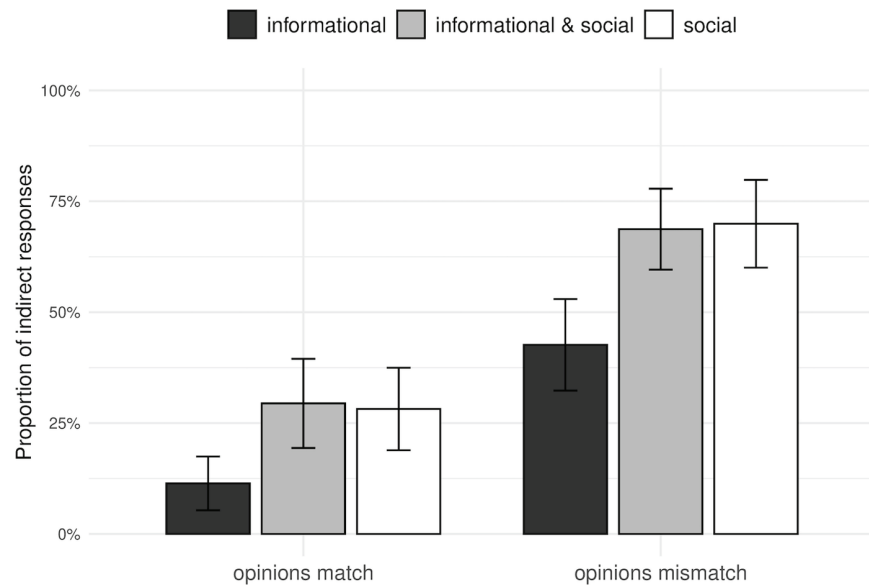 informational informational & social social
100%
75%
50%
25%
0%
Proportion of indirect responses
opinions match opinions mismatch